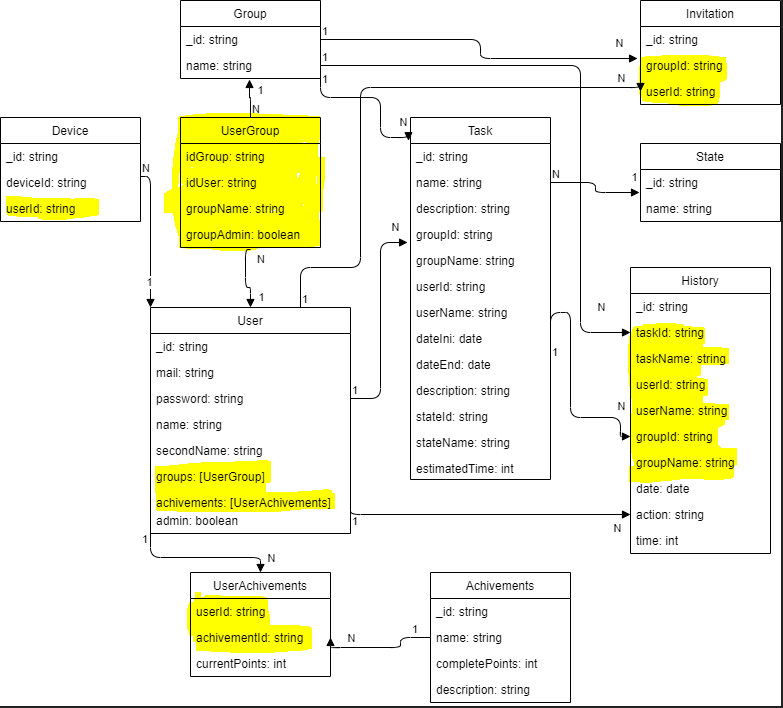 Group
_id: string
name: string
1
1
1
N
Invitation
_id: string
groupId: string
userId: string
N
1
N
Device
_id: string
deviceId: string
userId: string
N
1
UserGroup
idGroup: string
idUser: string
groupName: string
groupAdmin: boolean
N
1
N
Task
_id: string
name: string
description: string
groupId: string
groupName: string
userId: string
userName: string
dateIni: date
dateEnd: date
description: string
stateId: string
stateName: string
estimatedTime: int
N
1
State
_id: string
name: string
1
N
User
_id: string
mail: string
password: string
name: string
secondName: string
groups: [UserGroup]
achivements: [UserAchivements]
admin: boolean
1
N
1
1
N
N
History
_id: string
taskId: string
taskName: string
userId: string
userName: string
groupId: string
groupName: string
date: date
action: string
time: int
1
N
UserAchivements
userId: string
achivementId: string
currentPoints: int
N
1
Achivements
_id: string
name: string
completePoints: int
description: string